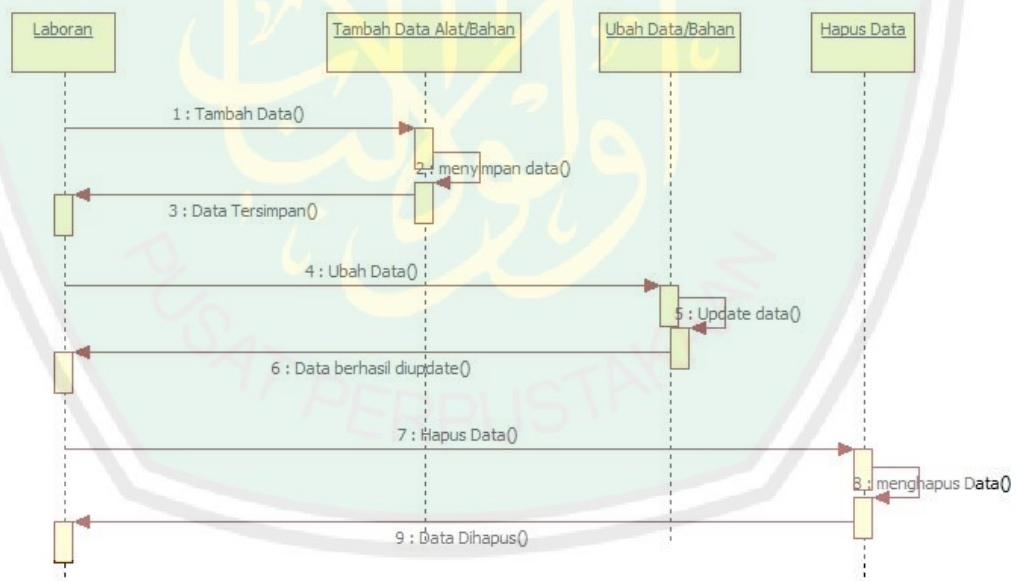 Laboran
Tambah Data Alat/Bahan
Ubah Data/Bahan
Hapus Data
1 : Tambah Data()
2 : menyimpan data()
3 : Data Tersimpan()
4 : Ubah Data()
5 : Update data()
6 : Data berhasil diupdate()
7 : Hapus Data()
8 : menghapus Data()
9 : Data Dihapus()
PUSAT PERPUSTAKAAN